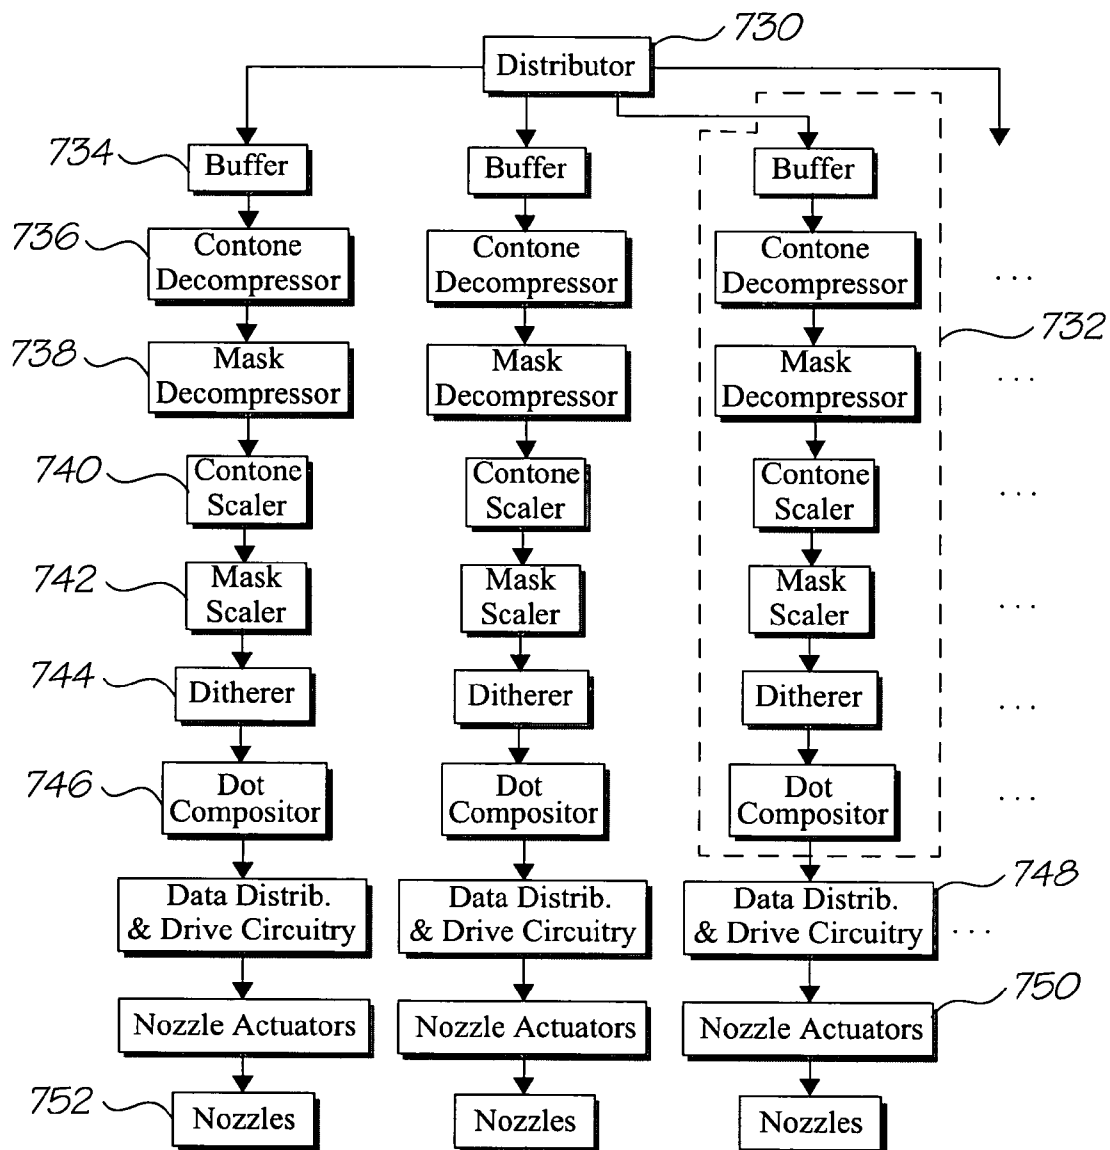 730
Distributor
734
Buffer
Buffer
Buffer
736
Contone
Decompressor
Contone
Decompressor
Contone
Decompressor
...
732
738
Mask
Decompressor
Mask
Decompressor
Mask
Decompressor
...
740
Contone
Scaler
Contone
Scaler
Contone
Scaler
...
742
Mask
Scaler
Mask
Scaler
Mask
Scaler
...
744
Ditherer
Ditherer
Ditherer
...
746
Dot
Compositor
Dot
Compositor
Dot
Compositor
...
Data Distrib.
& Drive Circuitry
Data Distrib.
& Drive Circuitry
Data Distrib.
& Drive Circuitry
748
...
Nozzle Actuators
Nozzle Actuators
Nozzle Actuators
750
752
Nozzles
Nozzles
Nozzles